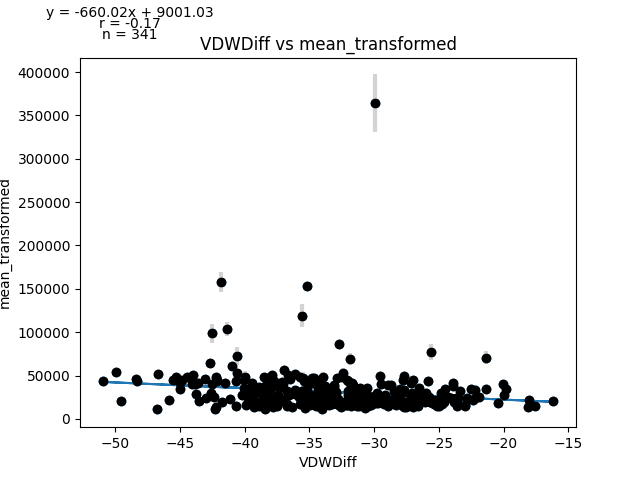 y = -660.02x + 9001.03
r = -0.17
n = 341
VDWDiff vs mean_transformed
400000
350000
300000
250000
200000
150000
100000
50000
0
mean_transformed
−50 −45 −40 −35 −30 −25 −20 −15
VDWDiff